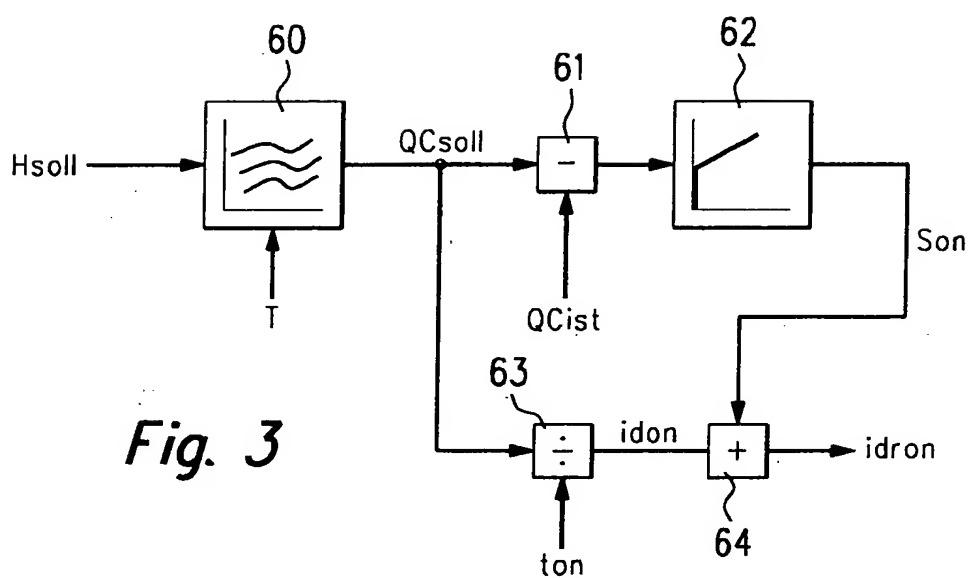 60
61
62
Hsoll
QCsoll
-
Son
T
QCist
63
Fig. 3
÷
idon
+
idron
64
ton